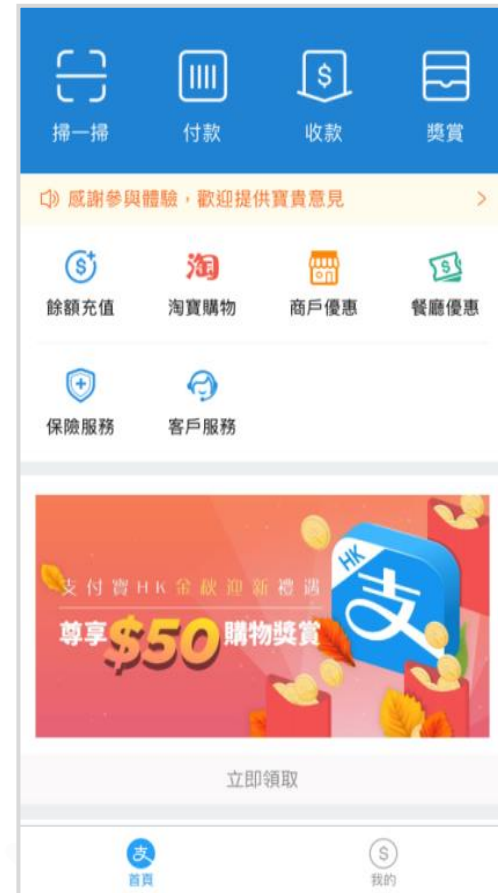 掃一掃 付款 收款 獎賞
感謝參與體驗，歡迎提供寶貴意見
餘額充值 淘寶購物 商戶優惠 餐廳優惠
保險服務 客戶服務
HK
支
支付寶HK金秋迎新禮遇
尊享$50購物獎賞
立即領取
首頁 我的